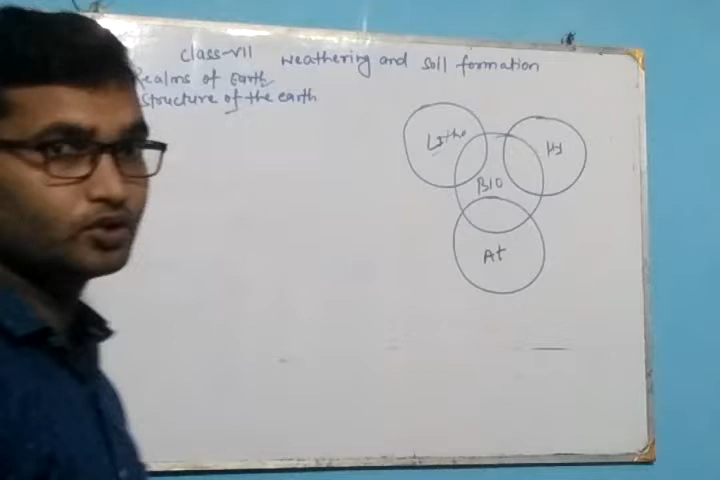 class-VII weathering and soil formation
Realms of Earth
Structure of the earth
Litho
Hy
BIO
At